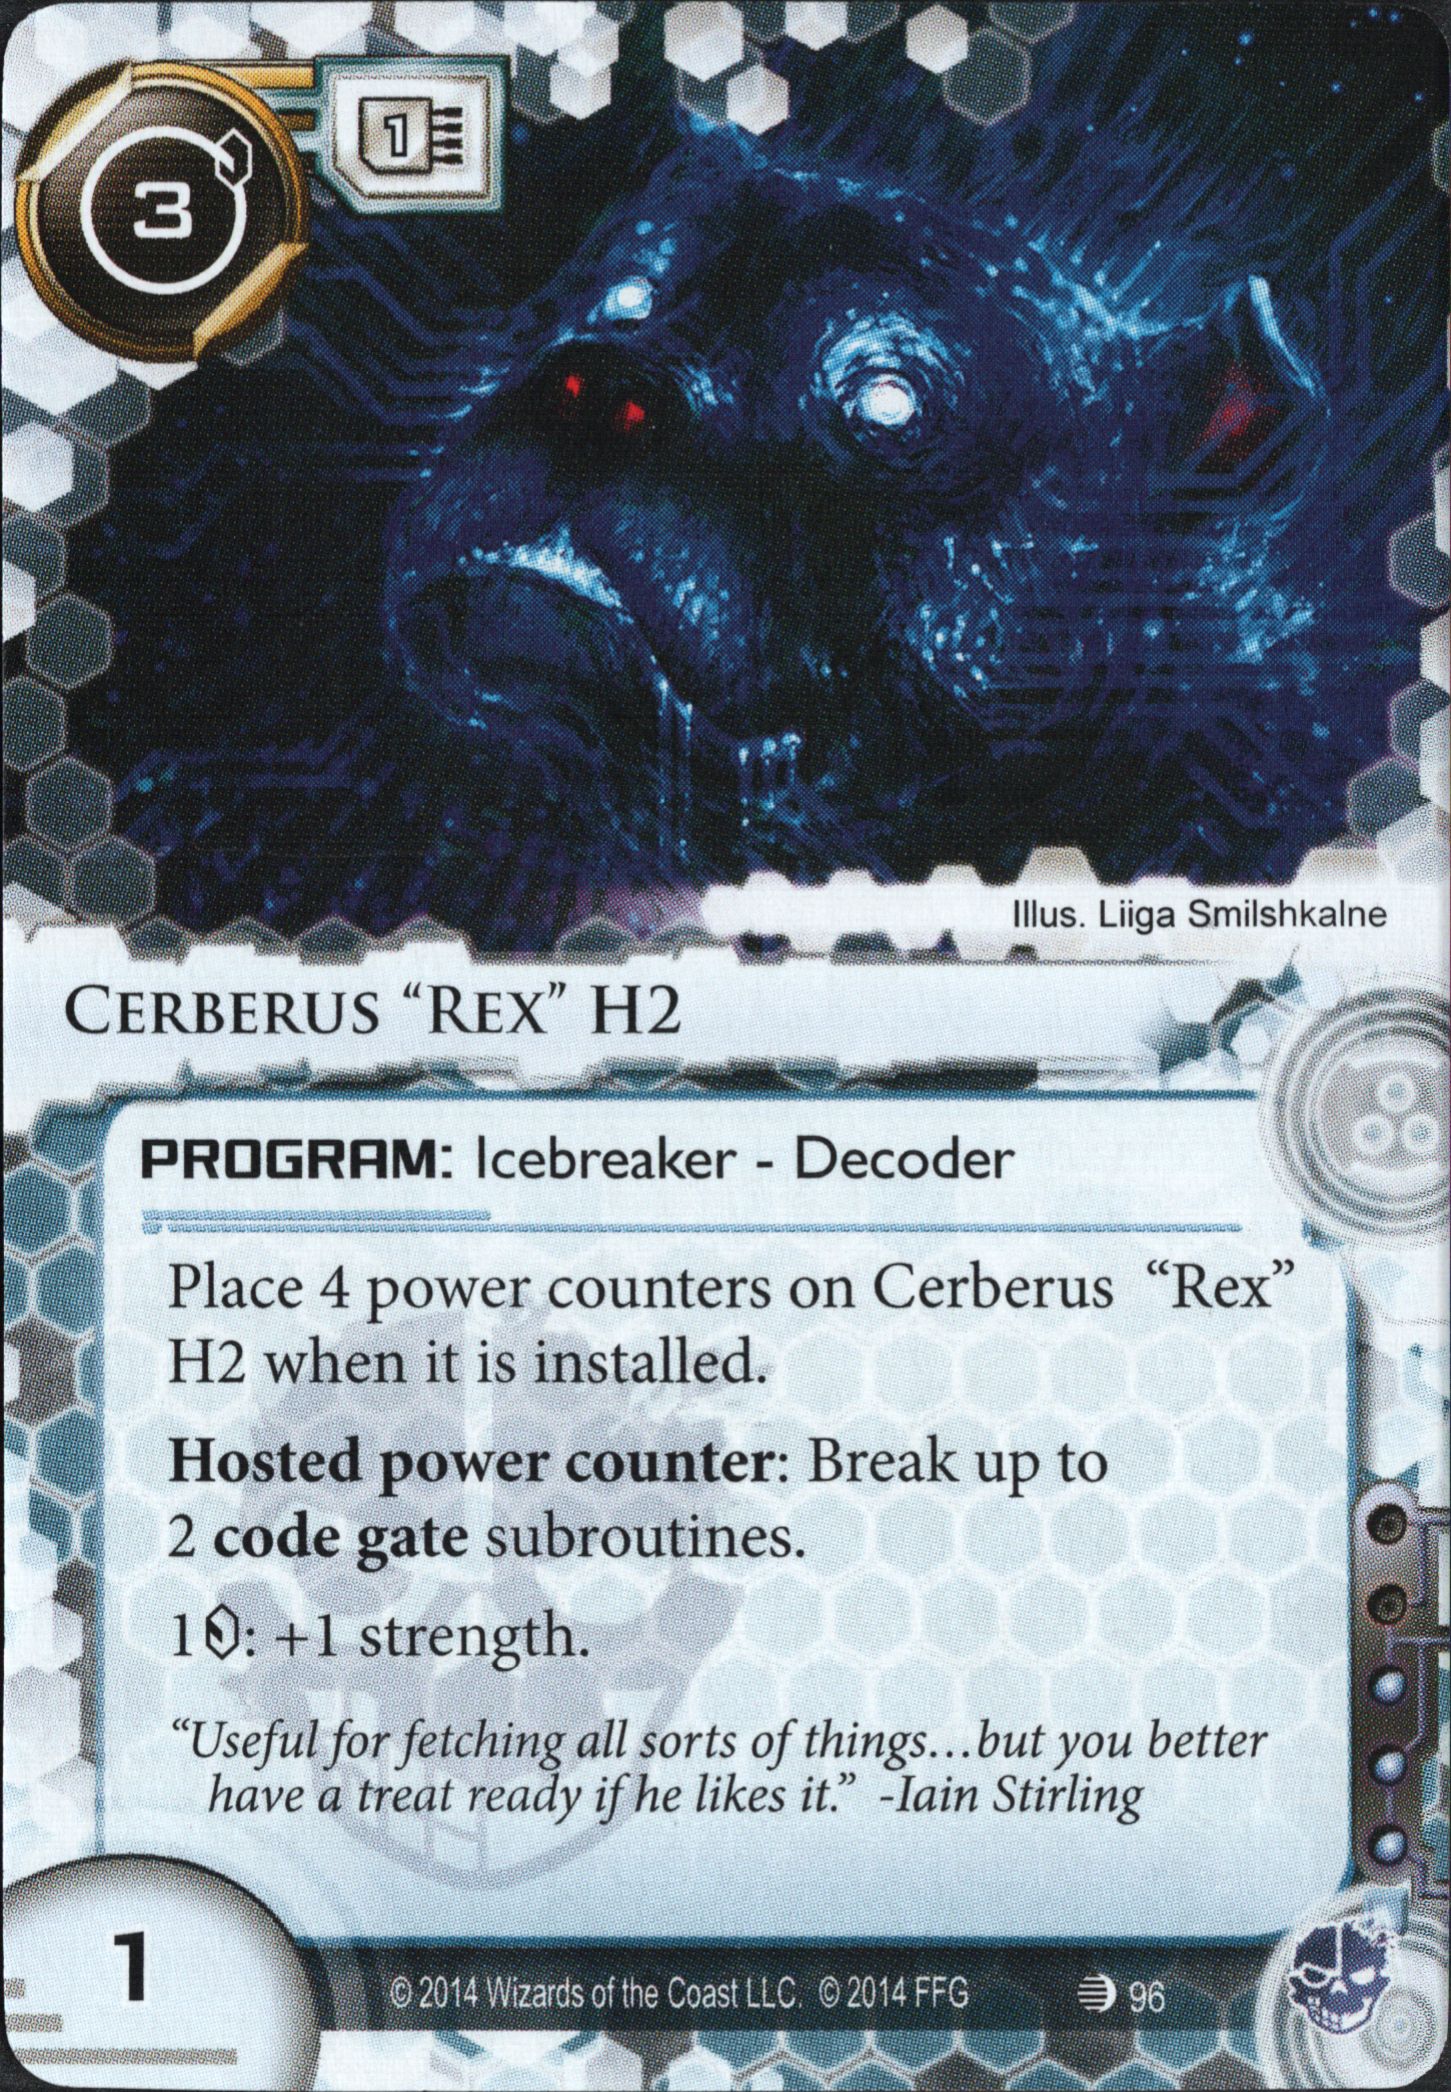 3
1
Illus. Liiga Smilshkalne
CERBERUS “REX” H2
PROGRAM: Icebreaker - Decoder
Place 4 power counters on Cerberus “Rex”
H2 when it is installed.
Hosted power counter: Break up to
2 code gate subroutines.
1: +1 strength.
“Useful for fetching all sorts of things…but you better
have a treat ready if he likes it.” -Iain Stirling
1
© 2014 Wizards of the Coast LLC. © 2014 FFG
96